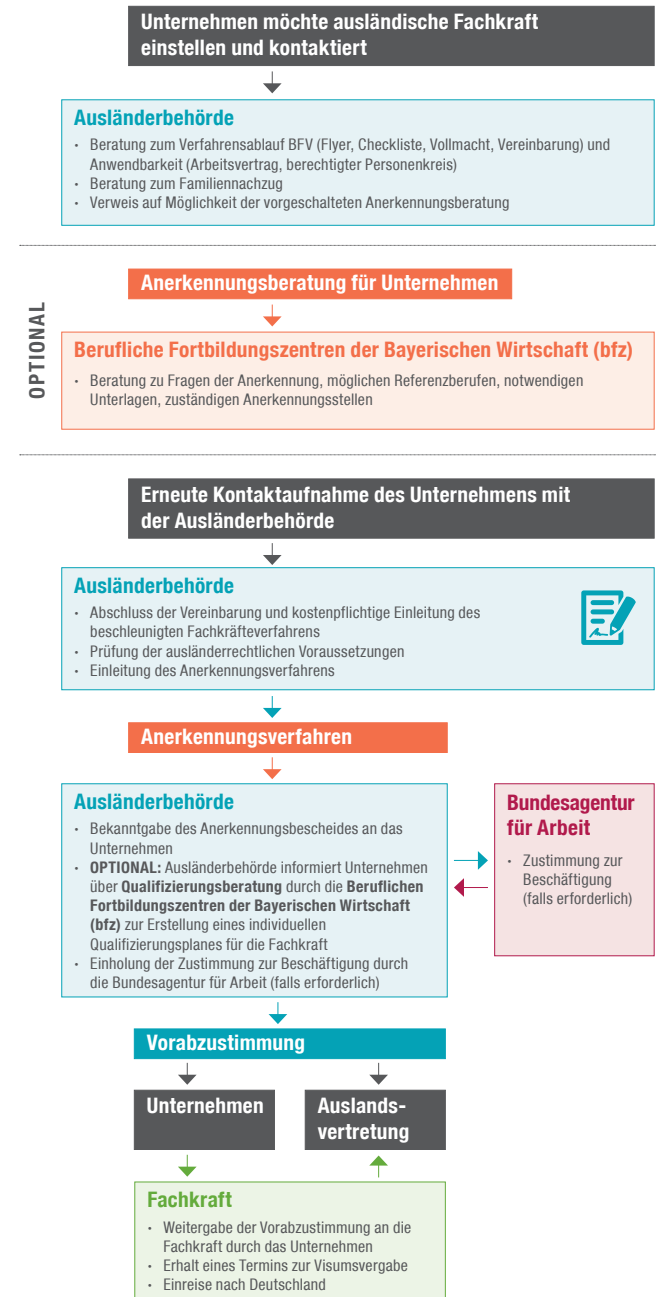 Unternehmen möchte ausländische Fachkraft
einstellen und kontaktiert
Ausländerbehörde
· Beratung zum Verfahrensablauf BFV (Flyer, Checkliste, Vollmacht, Vereinbarung) und
Anwendbarkeit (Arbeitsvertrag, berechtigter Personenkreis)
· Beratung zum Familiennachzug
· Verweis auf Möglichkeit der vorgeschalteten Anerkennungsberatung
OPTIONAL
Anerkennungsberatung für Unternehmen
Berufliche Fortbildungszentren der Bayerischen Wirtschaft (bfz)
· Beratung zu Fragen der Anerkennung, möglichen Referenzberufen, notwendigen
Unterlagen, zuständigen Anerkennungsstellen
Erneute Kontaktaufnahme des Unternehmens mit
der Ausländerbehörde
Ausländerbehörde
· Abschluss der Vereinbarung und kostenpflichtige Einleitung des
beschleunigten Fachkräfteverfahrens
· Prüfung der ausländerrechtlichen Voraussetzungen
· Einleitung des Anerkennungsverfahrens
Anerkennungsverfahren
Ausländerbehörde
· Bekanntgabe des Anerkennungsbescheides an das
Unternehmen
· OPTIONAL: Ausländerbehörde informiert Unternehmen
über Qualifizierungsberatung durch die Beruflichen
Fortbildungszentren der Bayerischen Wirtschaft
(bfz) zur Erstellung eines individuellen
Qualifizierungsplanes für die Fachkraft
· Einholung der Zustimmung zur Beschäftigung durch
die Bundesagentur für Arbeit (falls erforderlich)
Bundesagentur
für Arbeit
· Zustimmung zur
Beschäftigung
(falls erforderlich)
Vorabzustimmung
Unternehmen
Auslands-
vertretung
Fachkraft
· Weitergabe der Vorabzustimmung an die
Fachkraft durch das Unternehmen
· Erhalt eines Termins zur Visumsvergabe
· Einreise nach Deutschland